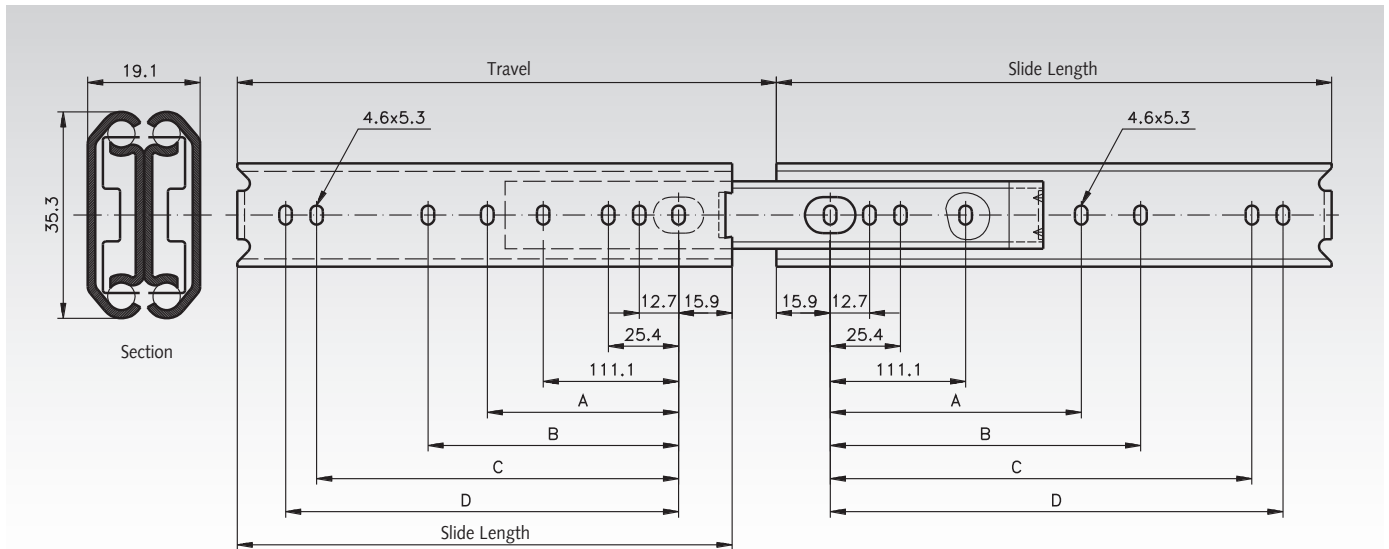 19.1
Travel
Slide Length
4.6x5.3
4.6x5.3
35.3
Section
12.7 15.9
15.9 12.7
25.4
25.4
111.1
111.1
A
A
B
B
C
C
D
D
Slide Length